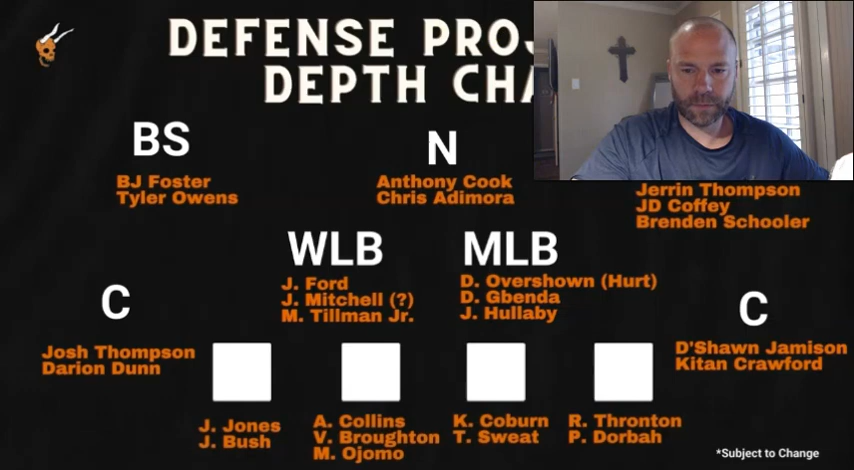 DEFENSE PROJ
DEPTH CHA
BS
BJ Foster
Tyler Owens
N
Anthony Cook
Chris Adimora
Jerrin Thompson
JD Coffey
Brenden Schooler
WLB
J. Ford
J. Mitchell (?)
M. Tillman Jr.
MLB
D. Overshown (Hurt)
D. Gbenda
J. Hullaby
C
Josh Thompson
Darion Dunn
C
D'Shawn Jamison
Kitan Crawford
J. Jones
J. Bush
A. Collins
V. Broughton
M. Ojomo
K. Coburn
T. Sweat
R. Thronton
P. Dorbah
*Subject to Change